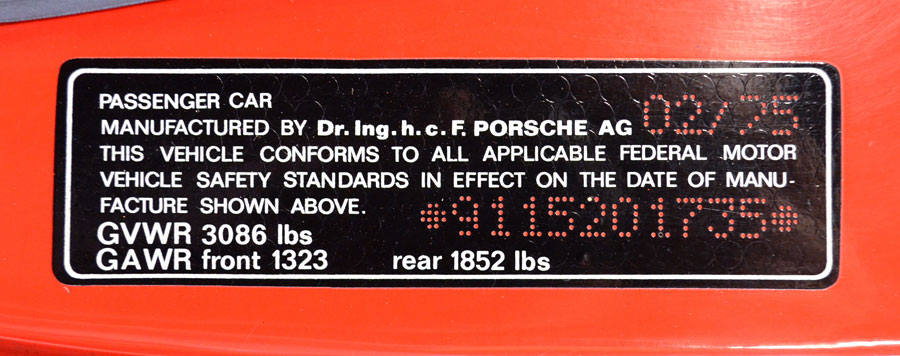 PASSENGER CAR
MANUFACTURED BY Dr.Ing.h.c.F. PORSCHE AG 02/75
THIS VEHICLE CONFORMS TO ALL APPLICABLE FEDERAL MOTOR
VEHICLE SAFETY STANDARDS IN EFFECT ON THE DATE OF MANU-
FACTURE SHOWN ABOVE. *9115201735*
GVWR 3086 lbs
GAWR front 1323 rear 1852 lbs